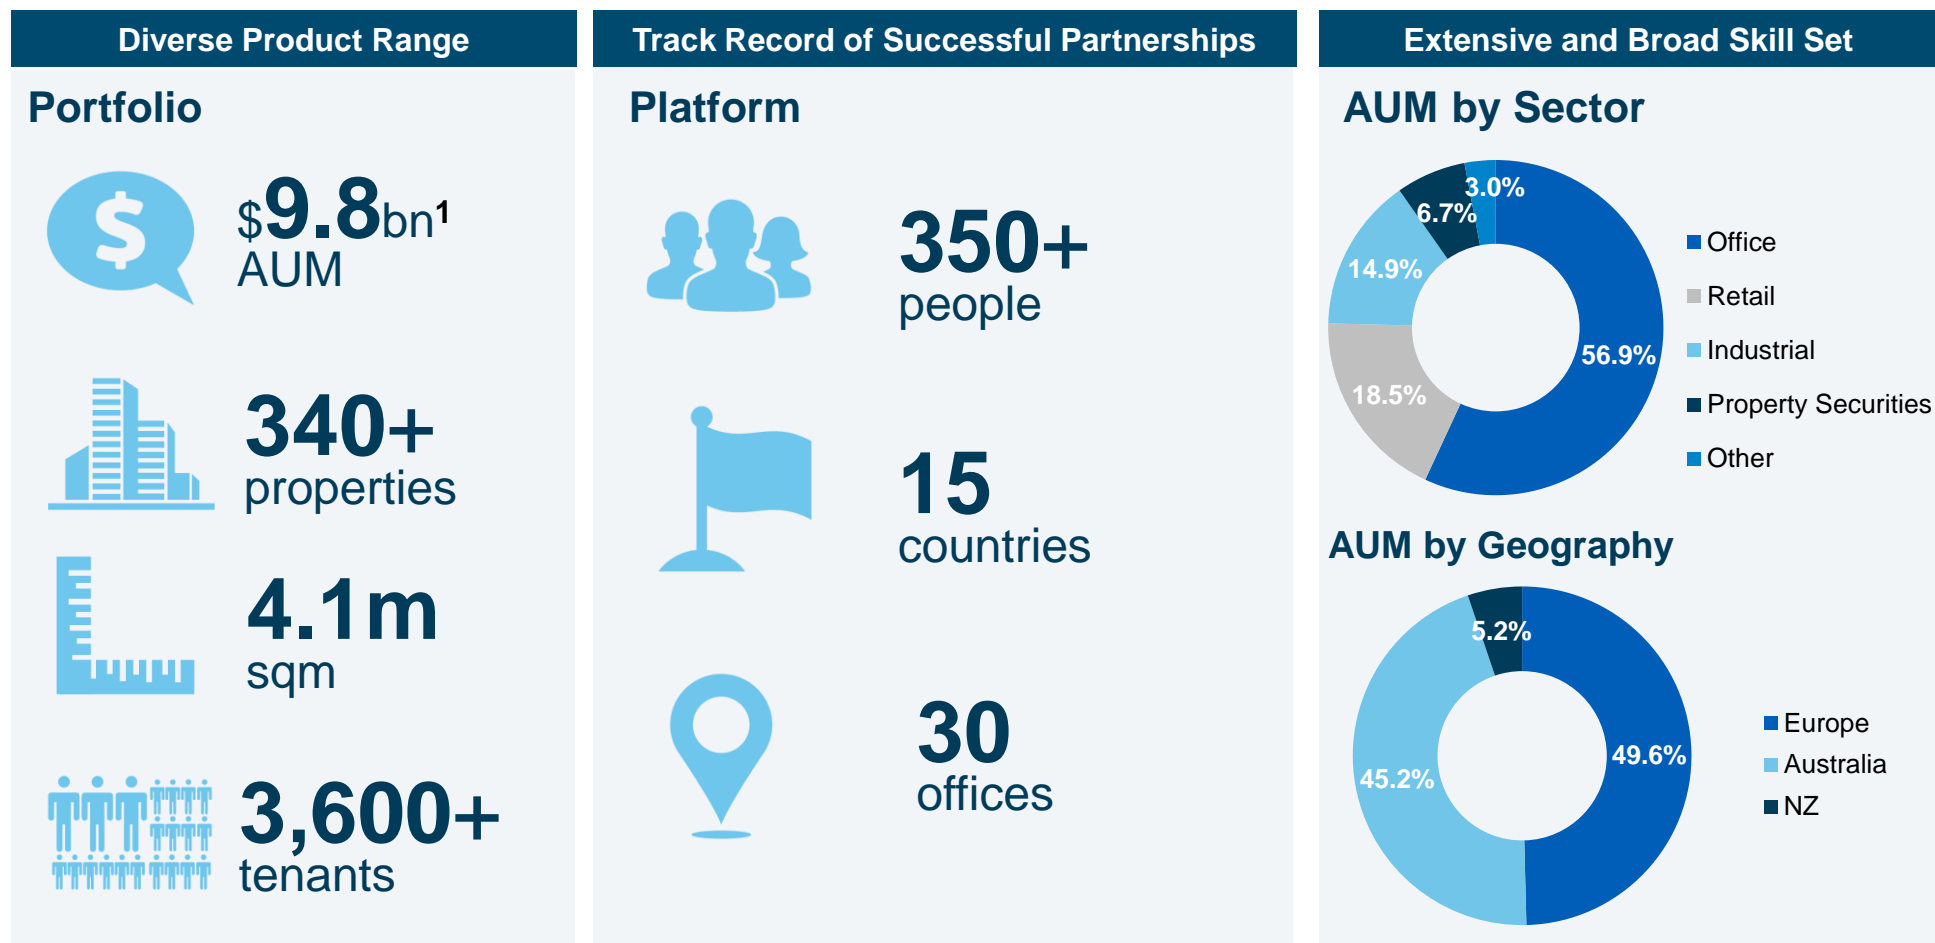 Diverse Product Range
Portfolio
$9.8bn¹
AUM
340+
properties
4.1m
sqm
3,600+
tenants
Track Record of Successful Partnerships
Platform
350+
people
15
countries
30
offices
Extensive and Broad Skill Set
AUM by Sector
3.0%
6.7%
14.9%
56.9%
18.5%
Office
Retail
Industrial
Property Securities
Other
AUM by Geography
5.2%
49.6%
45.2%
Europe
Australia
NZ